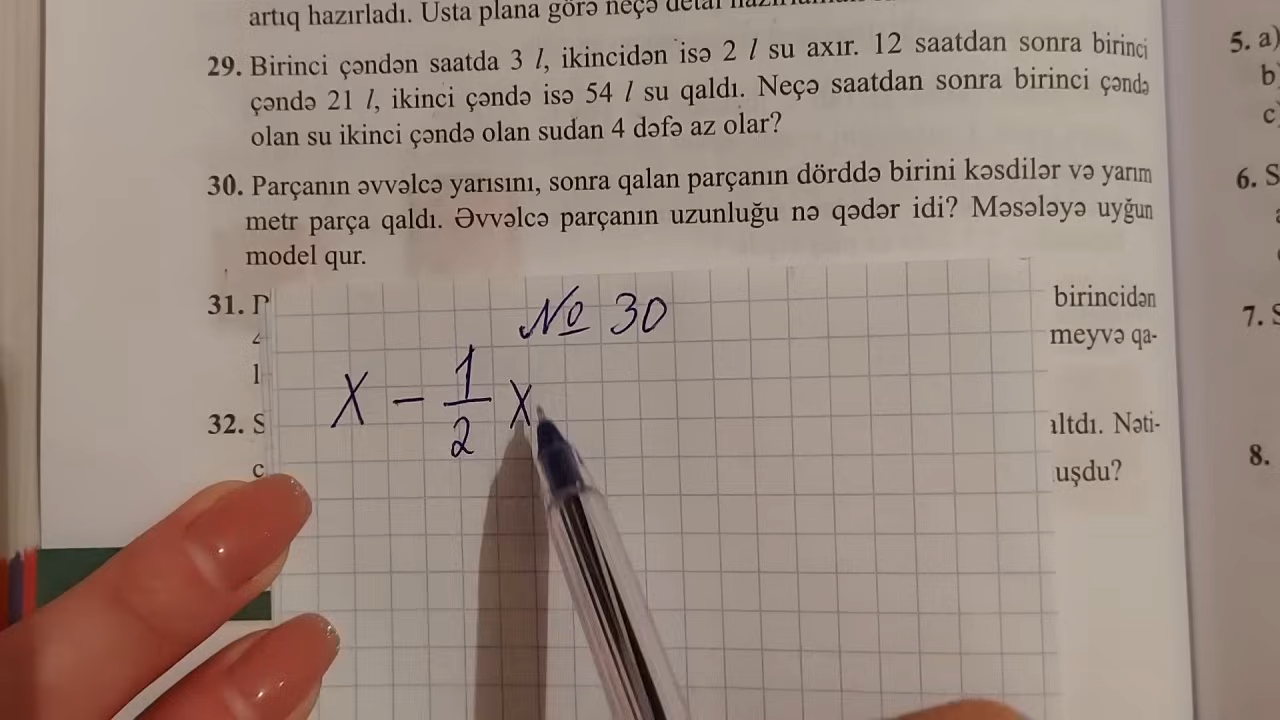 artıq hazırladı. Usta plana görə neçə detal
29. Birinci çəndən saatda 3 l, ikincidən isə 2 l su axır. 12 saatdan sonra birinci
çəndə 21 l, ikinci çəndə isə 54 l su qaldı. Neçə saatdan sonra birinci çəndə
olan su ikinci çəndə olan sudan 4 dəfə az olar?
30. Parçanın əvvəlcə yarısını, sonra qalan parçanın dörddə birini kəsdilər və yarım
metr parça qaldı. Əvvəlcə parçanın uzunluğu nə qədər idi? Məsələyə uyğun
model qur.
31. birincidən
meyvə qa-
№ 30
X - 1/2 X
32. S altdı. Nəti-
uşdu?
5. a)
b)
c
6. S
7. S
8.